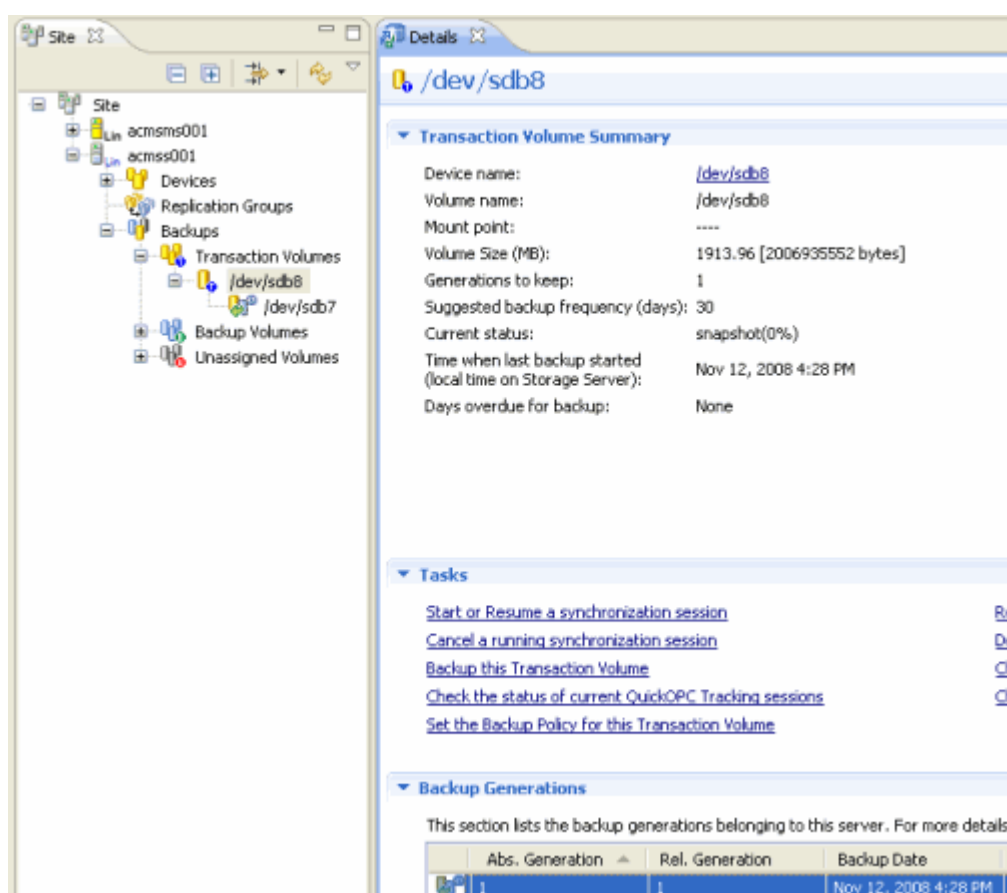 Site
Site
Lin acmsms001
Lin acmss001
Devices
Replication Groups
Backups
Transaction Volumes
/dev/sdb8
/dev/sdb7
Backup Volumes
Unassigned Volumes
Details
/dev/sdb8
Transaction Volume Summary
Device name: /dev/sdb8
Volume name: /dev/sdb8
Mount point: ----
Volume Size (MB): 1913.96 [2006935552 bytes]
Generations to keep: 1
Suggested backup frequency (days): 30
Current status: snapshot(0%)
Time when last backup started
(local time on Storage Server): Nov 12, 2008 4:28 PM
Days overdue for backup: None
Tasks
Start or Resume a synchronization session
Cancel a running synchronization session
Backup this Transaction Volume
Check the status of current QuickOPC Tracking sessions
Set the Backup Policy for this Transaction Volume
Backup Generations
This section lists the backup generations belonging to this server. For more details
Abs. Generation Rel. Generation Backup Date
1 1 Nov 12, 2008 4:28 PM